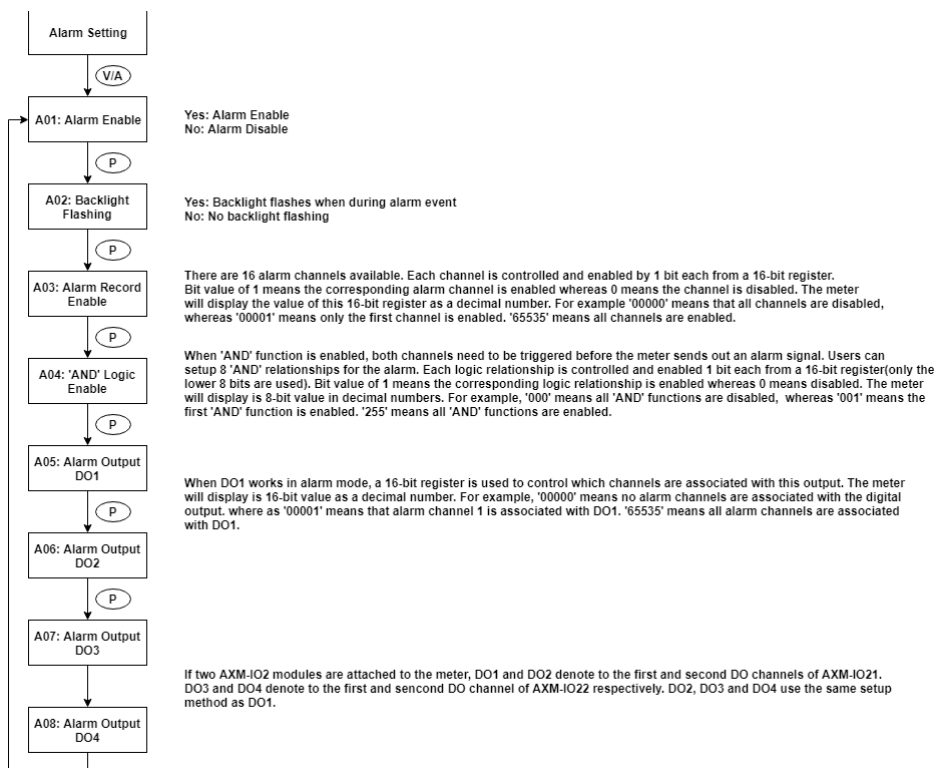 Alarm Setting
V/A
A01: Alarm Enable
Yes: Alarm Enable
No: Alarm Disable
P
A02: Backlight
Flashing
Yes: Backlight flashes when during alarm event
No: No backlight flashing
P
A03: Alarm Record
Enable
There are 16 alarm channels available. Each channel is controlled and enabled by 1 bit each from a 16-bit register.
Bit value of 1 means the corresponding alarm channel is enabled whereas 0 means the channel is disabled. The meter
will display the value of this 16-bit register as a decimal number. For example '00000' means that all channels are disabled,
whereas '00001' means only the first channel is enabled. '65535' means all channels are enabled.
P
A04: 'AND' Logic
Enable
When 'AND' function is enabled, both channels need to be triggered before the meter sends out an alarm signal. Users can
setup 8 'AND' relationships for the alarm. Each logic relationship is controlled and enabled 1 bit each from a 16-bit register(only the
lower 8 bits are used). Bit value of 1 means the corresponding logic relationship is enabled whereas 0 means disabled. The meter
will display is 8-bit value in decimal numbers. For example, '000' means all 'AND' functions are disabled, whereas '001' means the
first 'AND' function is enabled. '255' means all 'AND' functions are enabled.
P
A05: Alarm Output
DO1
When DO1 works in alarm mode, a 16-bit register is used to control which channels are associated with this output. The meter
will display is 16-bit value as a decimal number. For example, '00000' means no alarm channels are associated with the digital
output. where as '00001' means that alarm channel 1 is associated with DO1. '65535' means all alarm channels are associated
with DO1.
P
A06: Alarm Output
DO2
P
A07: Alarm Output
DO3
If two AXM-IO2 modules are attached to the meter, DO1 and DO2 denote to the first and second DO channels of AXM-IO21.
DO3 and DO4 denote to the first and sencond DO channel of AXM-IO22 respectively. DO2, DO3 and DO4 use the same setup
method as DO1.
A08: Alarm Output
DO4